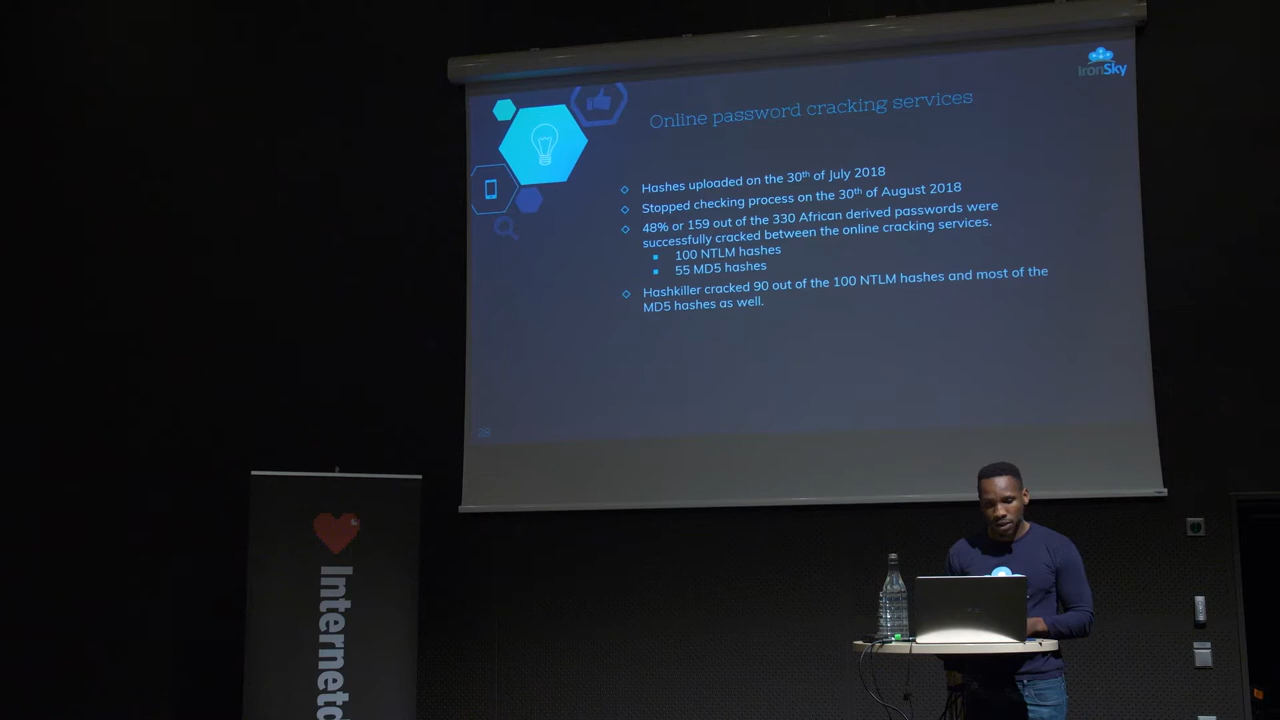 IronSky
Online password cracking services
Hashes uploaded on the 30th of July 2018
Stopped checking process on the 30th of August 2018
48% or 159 out of the 330 African derived passwords were
successfully cracked between the online cracking services.
100 NTLM hashes
55 MD5 hashes
Hashkiller cracked 90 out of the 100 NTLM hashes and most of the
MD5 hashes as well.
28
Internetd